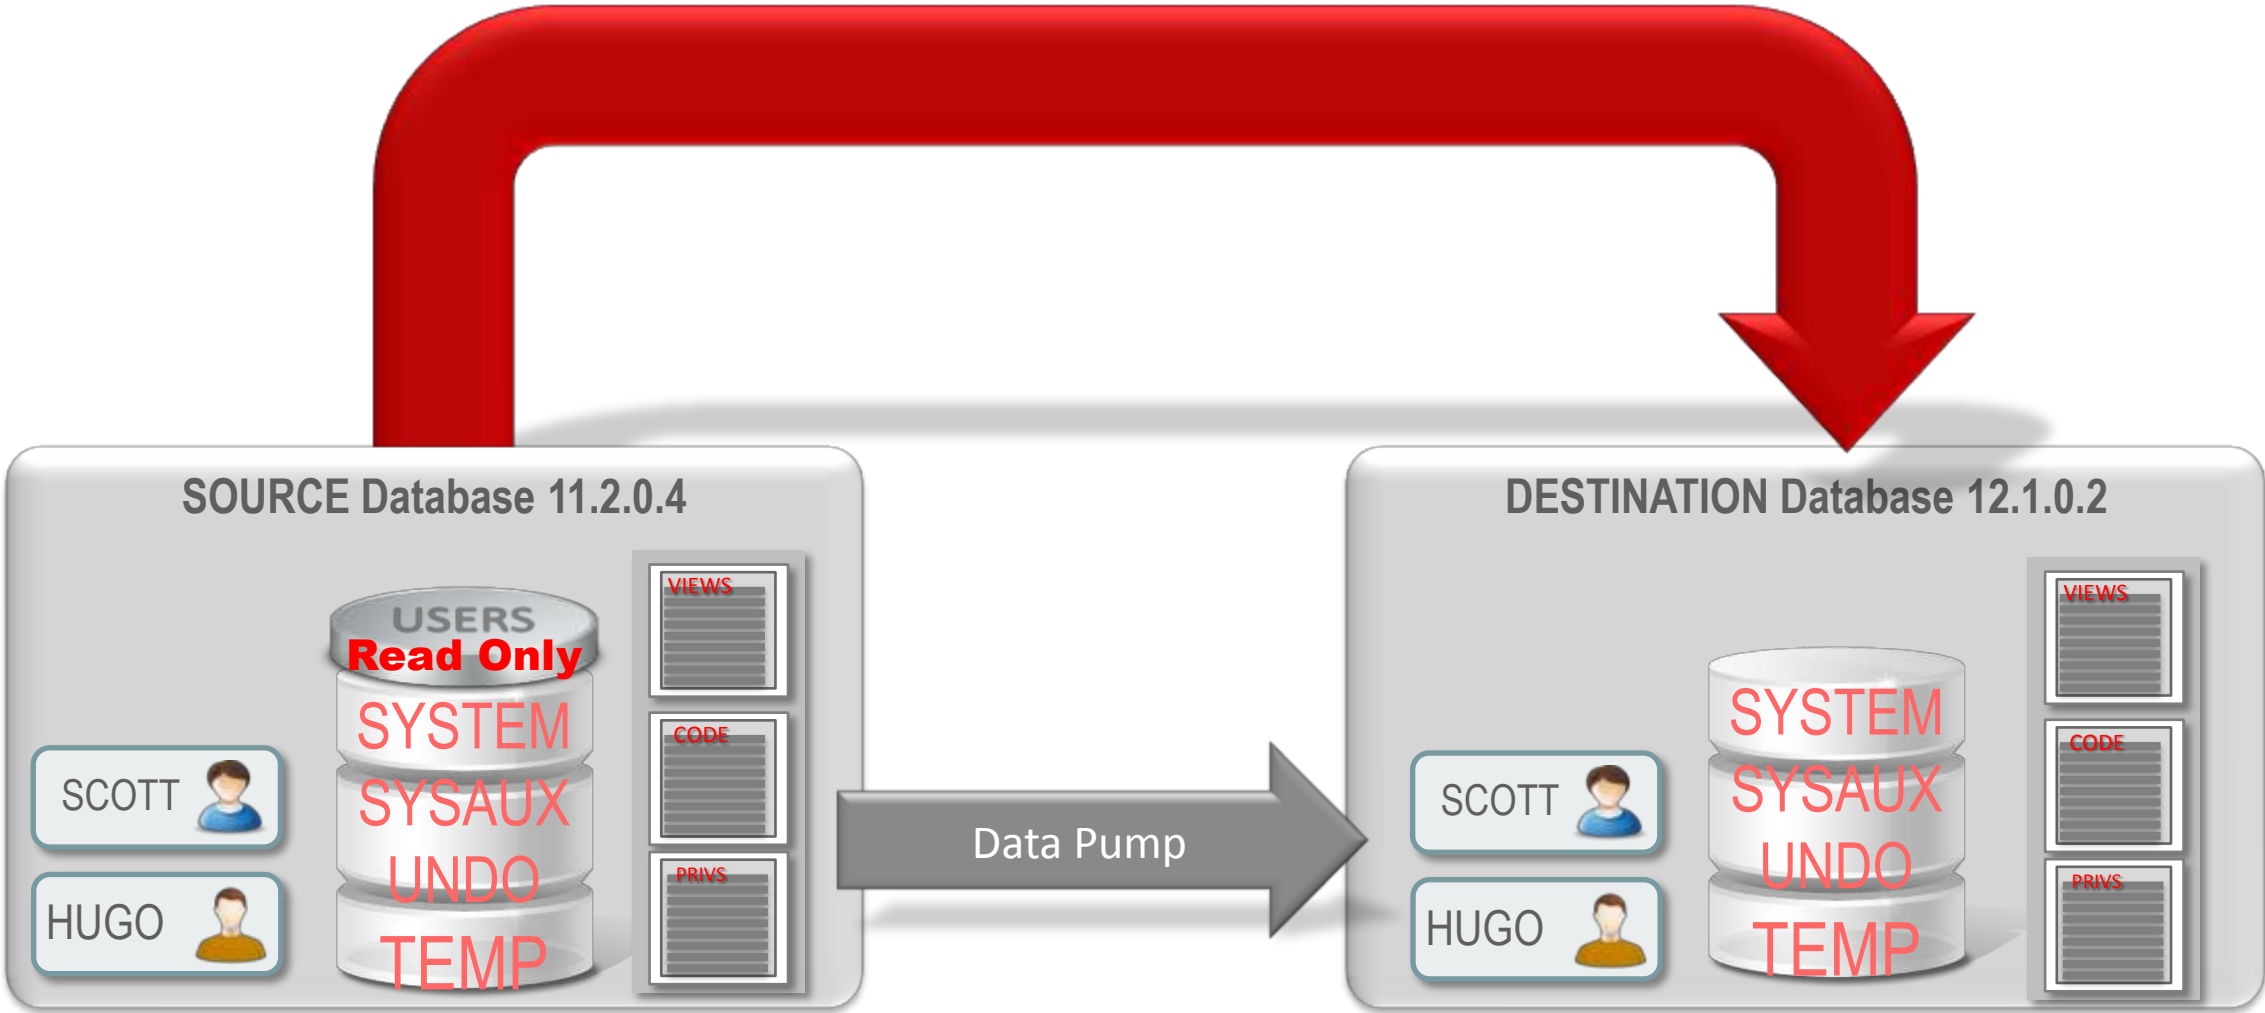 SOURCE Database 11.2.0.4
USERS
Read Only
SYSTEM
SYSAUX
UNDO
TEMP
SCOTT
HUGO
VIEWS
CODE
PRIVS
Data Pump
DESTINATION Database 12.1.0.2
SCOTT
HUGO
SYSTEM
SYSAUX
UNDO
TEMP
VIEWS
CODE
PRIVS